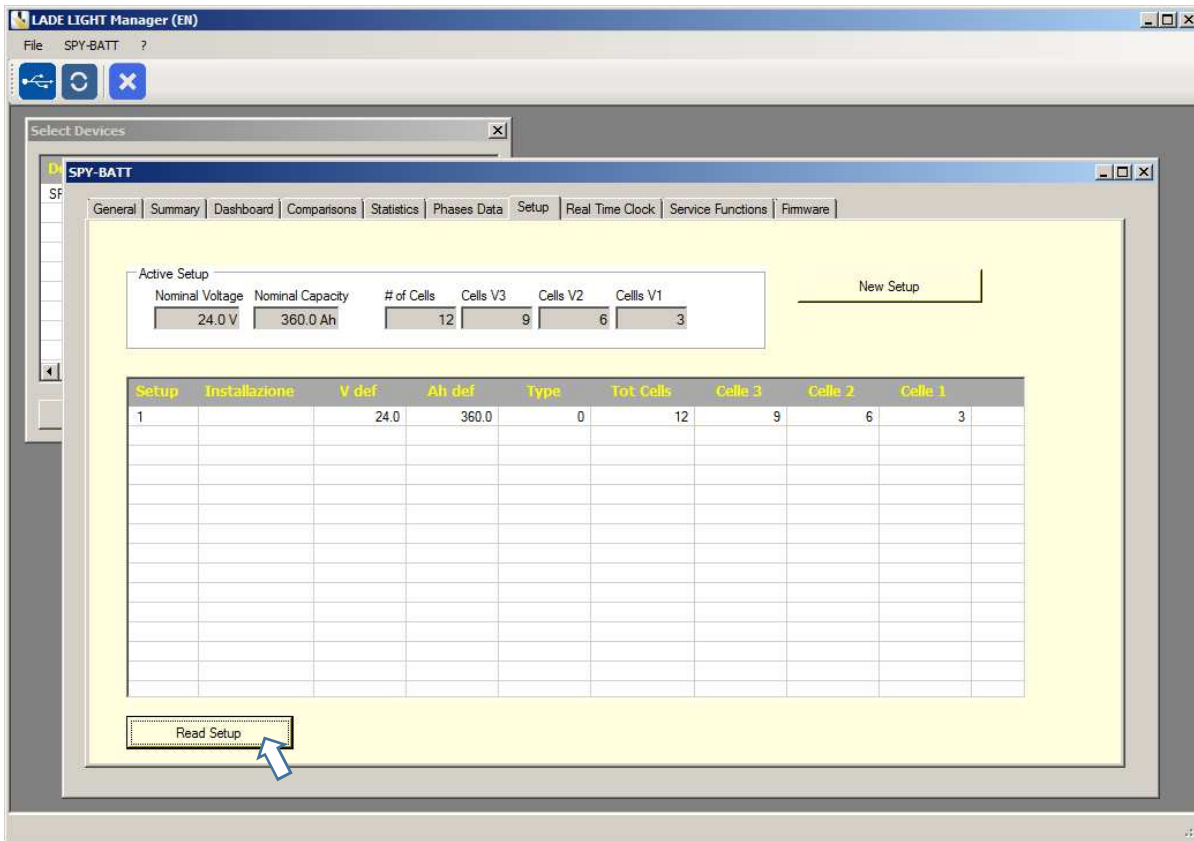 LADE LIGHT Manager (EN)
File SPY-BATT ?
Select Devices
SPY-BATT
General Summary Dashboard Comparisons Statistics Phases Data Setup Real Time Clock Service Functions Firmware
Active Setup
Nominal Voltage Nominal Capacity # of Cells Cells V3 Cells V2 Cellls V1
24.0 V 360.0 Ah 12 9 6 3
New Setup
Setup Installazione V def Ah def Type Tot Cells Celle 3 Celle 2 Celle 1
1 24.0 360.0 0 12 9 6 3
Read Setup